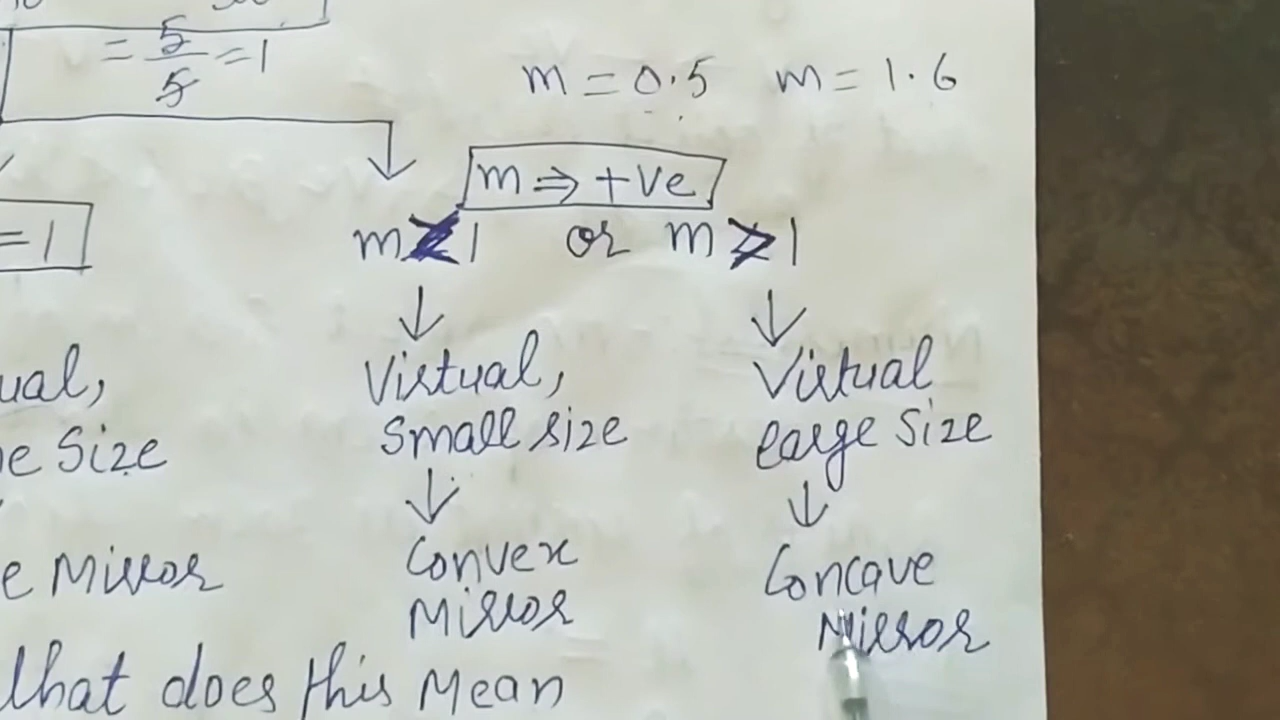 = 5/5 = 1
m = 0.5 m = 1.6
m ⇒ +ve
= 1
m < 1 or m > 1
ual, Virtual, Virtual
e Size Small size large Size
e Mirror Convex Concave
Mirror Mirror
What does this Mean